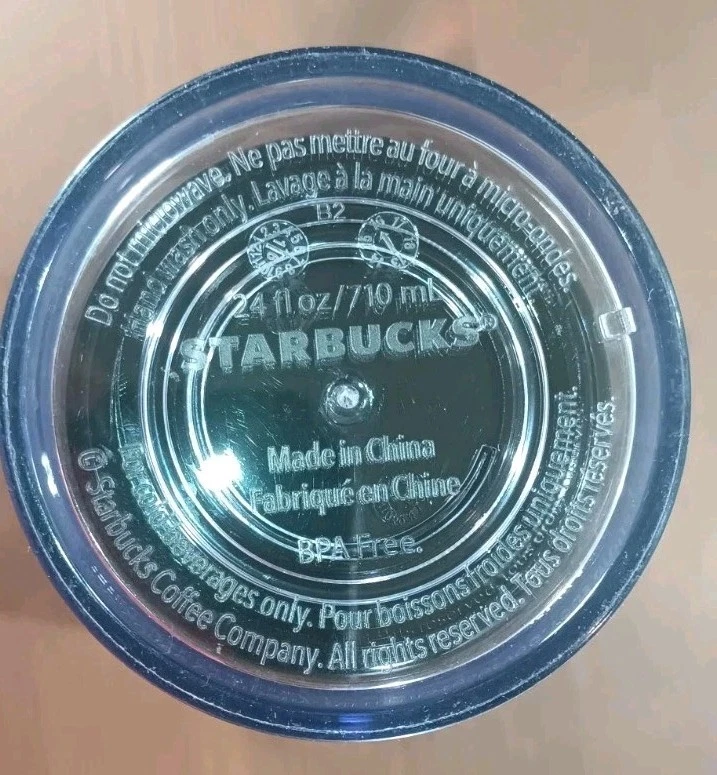 Do not microwave. Ne pas mettre au four à micro-ondes.
Hand wash only. Lavage à la main uniquement.
B2
24 fl oz/710 mL
STARBUCKS®
Made in China
Fabriqué en Chine
BPA Free.
For cold beverages only. Pour boissons froides uniquement.
© Starbucks Coffee Company. All rights reserved. Tous droits réservés.